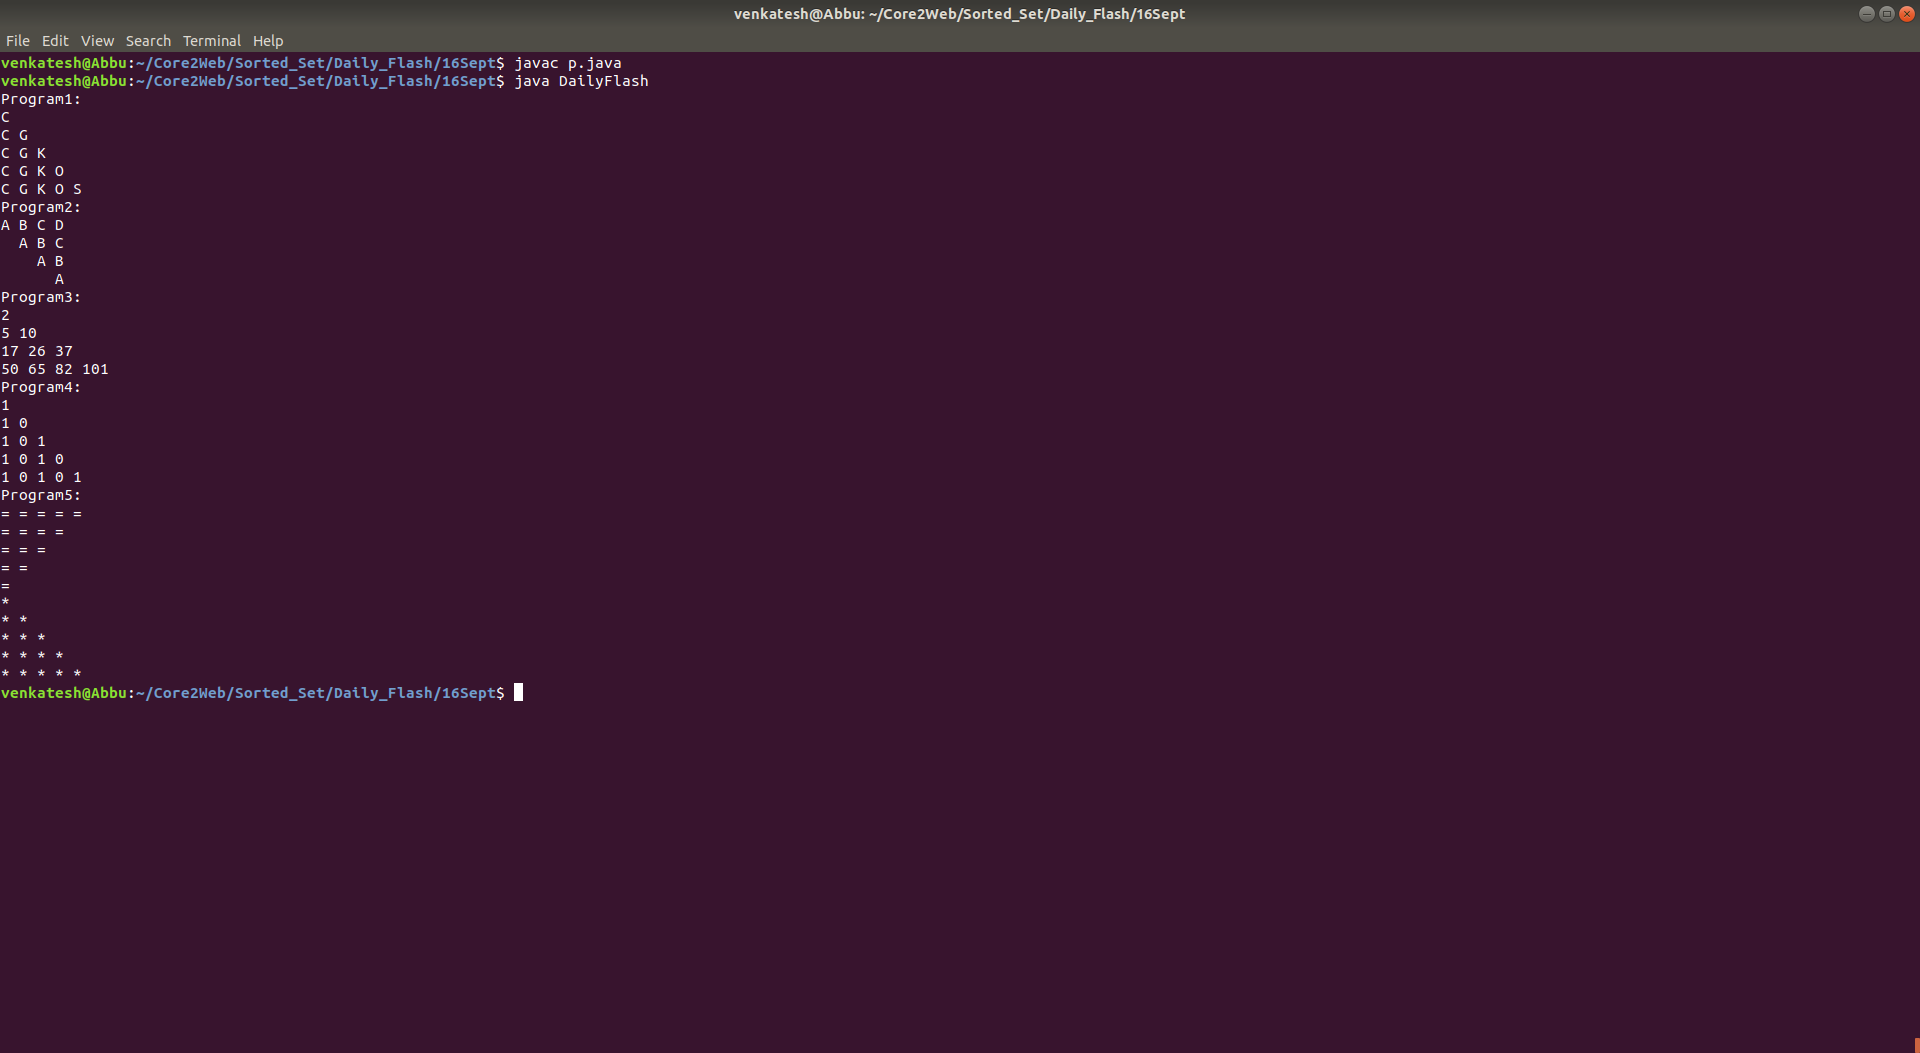 venkatesh@Abbu: ~/Core2Web/Sorted_Set/Daily_Flash/16Sept
File Edit View Search Terminal Help
venkatesh@Abbu:~/Core2Web/Sorted_Set/Daily_Flash/16Sept$ javac p.java
venkatesh@Abbu:~/Core2Web/Sorted_Set/Daily_Flash/16Sept$ java DailyFlash
Program1:
C
C G
C G K
C G K O
C G K O S
Program2:
A B C D
  A B C
    A B
      A
Program3:
2
5 10
17 26 37
50 65 82 101
Program4:
1
1 0
1 0 1
1 0 1 0
1 0 1 0 1
Program5:
= = = = =
= = = =
= = =
= =
=
*
* *
* * *
* * * *
* * * * *
venkatesh@Abbu:~/Core2Web/Sorted_Set/Daily_Flash/16Sept$